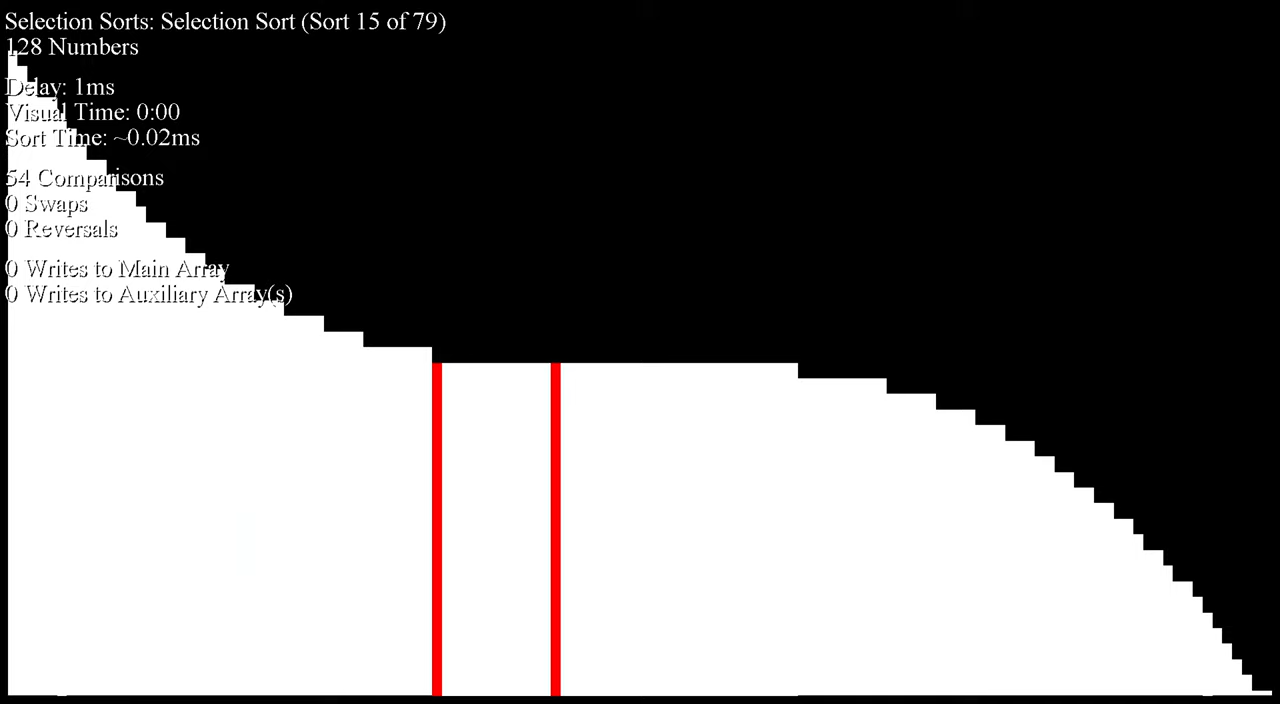 Selection Sorts: Selection Sort (Sort 15 of 79)
128 Numbers
Delay: 1ms
Visual Time: 0:00
Sort Time: ~0.02ms
54 Comparisons
0 Swaps
0 Reversals
0 Writes to Main Array
0 Writes to Auxiliary Array(s)